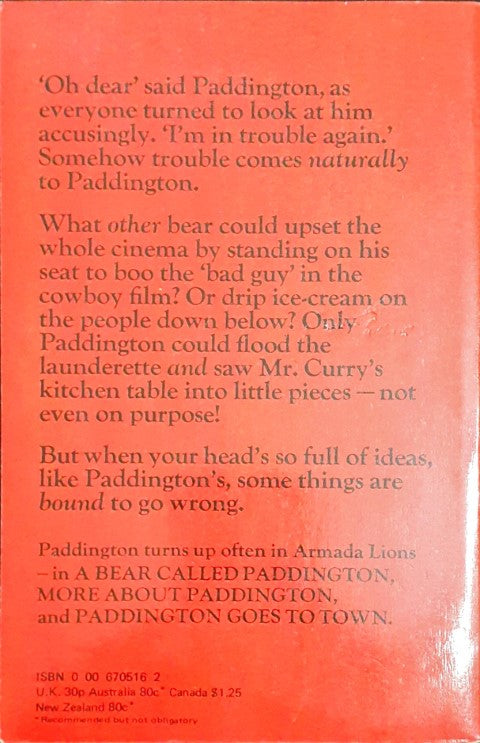 ‘Oh dear’ said Paddington, as
everyone turned to look at him
accusingly. ‘I’m in trouble again.’
Somehow trouble comes naturally
to Paddington.
What other bear could upset the
whole cinema by standing on his
seat to boo the ‘bad guy’ in the
cowboy film? Or drip ice-cream on
the people down below? Only
Paddington could flood the
launderette and saw Mr. Curry’s
kitchen table into little pieces — not
even on purpose!
But when your head’s so full of ideas,
like Paddington’s, some things are
bound to go wrong.
Paddington turns up often in Armada Lions
– in A BEAR CALLED PADDINGTON,
MORE ABOUT PADDINGTON,
and PADDINGTON GOES TO TOWN.
ISBN 0 00 670516 2
U.K. 30p Australia 80c* Canada $1.25
New Zealand 80c*
*Recommended but not obligatory